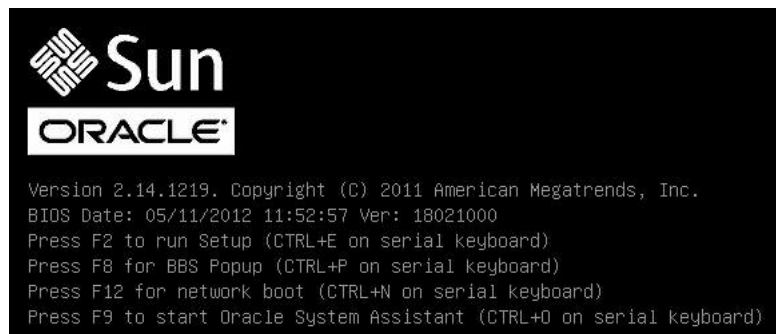 Sun
ORACLE
Version 2.14.1219. Copyright (C) 2011 American Megatrends, Inc.
BIOS Date: 05/11/2012 11:52:57 Ver: 18021000
Press F2 to run Setup (CTRL+E on serial keyboard)
Press F8 for BBS Popup (CTRL+P on serial keyboard)
Press F12 for network boot (CTRL+N on serial keyboard)
Press F9 to start Oracle System Assistant (CTRL+O on serial keyboard)